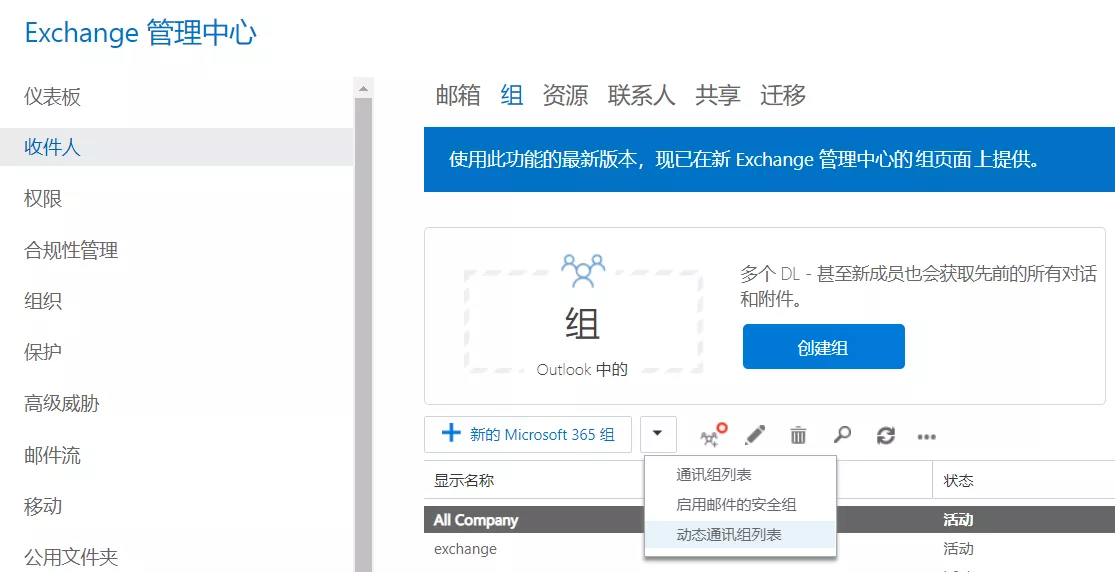 Exchange 管理中心
仪表板
收件人
权限
合规性管理
组织
保护
高级威胁
邮件流
移动
公用文件夹
邮箱 组 资源 联系人 共享 迁移
使用此功能的最新版本，现已在新 Exchange 管理中心的 组页面 上提供。
组
Outlook 中的
多个 DL - 甚至新成员也会获取先前的所有对话
和附件。
创建组
新的 Microsoft 365 组
通讯组列表
启用邮件的安全组
动态通讯组列表
显示名称 状态
All Company 活动
exchange 活动